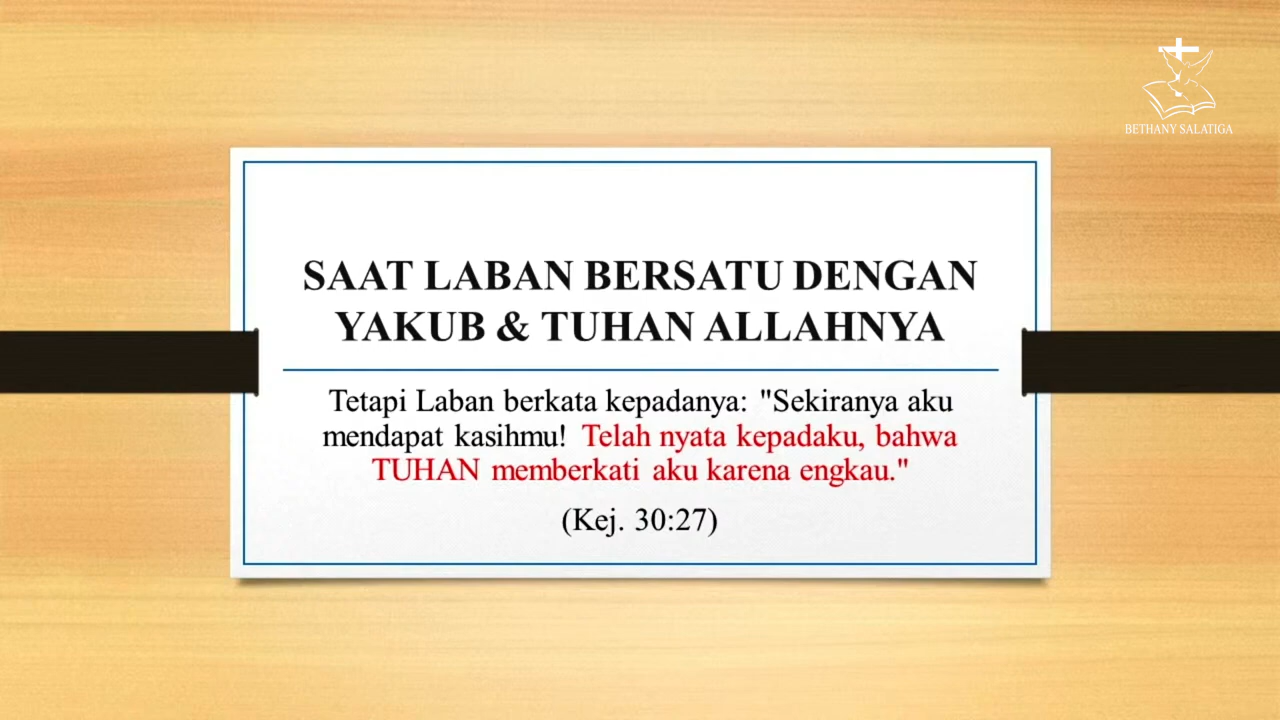 BETHANY SALATIGA
SAAT LABAN BERSATU DENGAN
YAKUB & TUHAN ALLAHNYA
Tetapi Laban berkata kepadanya: "Sekiranya aku
mendapat kasihmu! Telah nyata kepadaku, bahwa
TUHAN memberkati aku karena engkau."
(Kej. 30:27)